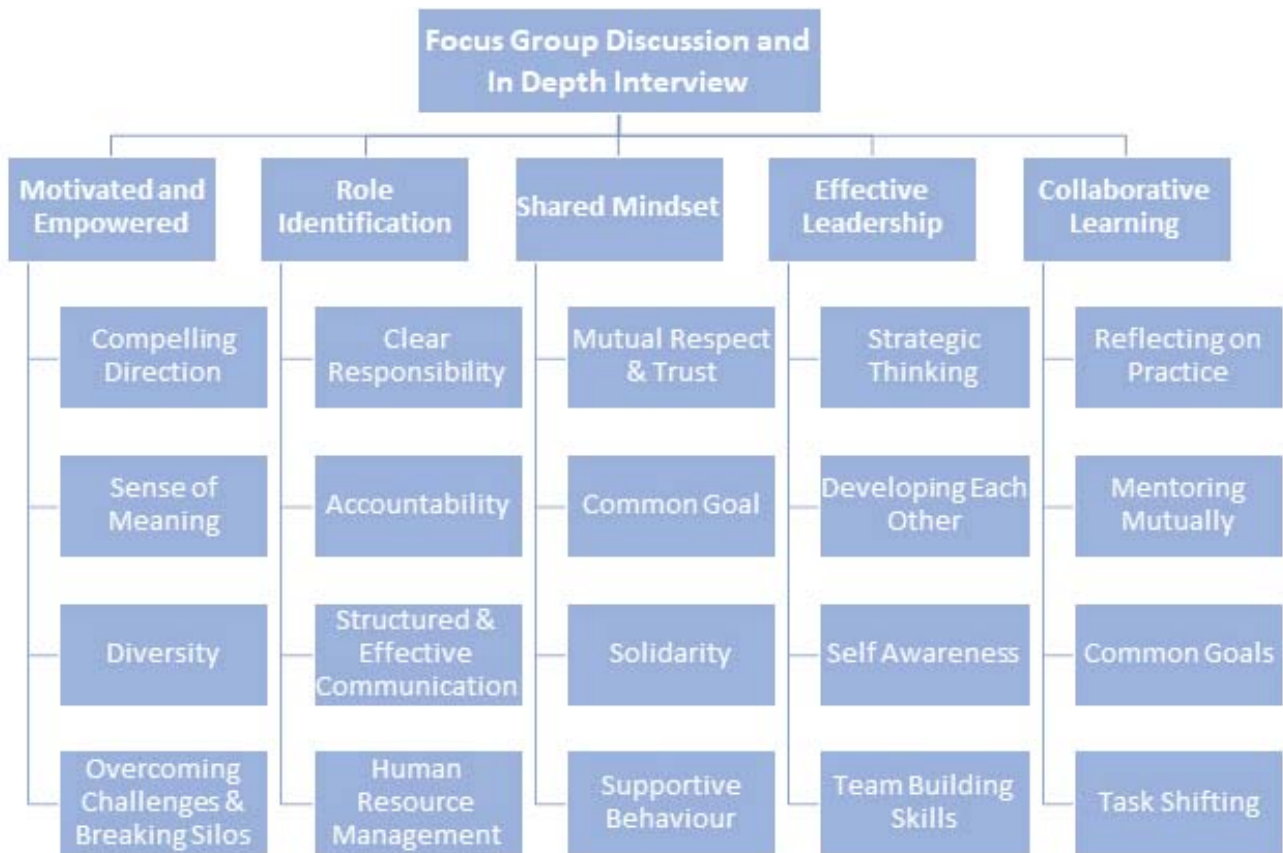 Focus Group Discussion and
In Depth Interview
Motivated and
Empowered
Role
Identification
Shared Mindset
Effective
Leadership
Collaborative
Learning
Compelling
Direction
Clear
Responsibility
Mutual Respect
& Trust
Strategic
Thinking
Reflecting on
Practice
Sense of
Meaning
Accountability
Common Goal
Developing Each
Other
Mentoring
Mutually
Diversity
Structured &
Effective
Communication
Solidarity
Self Awareness
Common Goals
Overcoming
Challenges &
Breaking Silos
Human
Resource
Management
Supportive
Behaviour
Team Building
Skills
Task Shifting